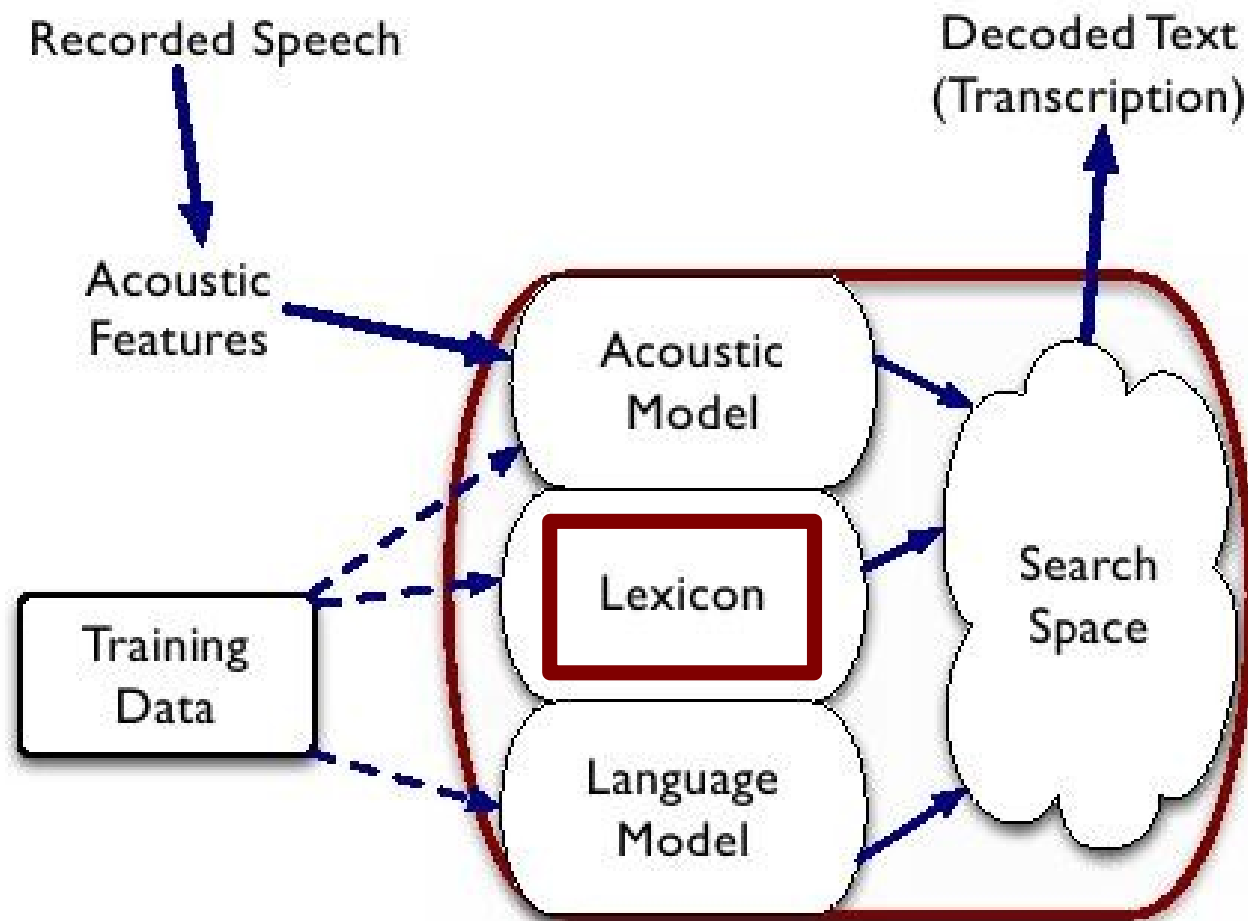 Recorded Speech
Decoded Text
(Transcription)
Acoustic
Features
Acoustic
Model
Lexicon
Search
Space
Training
Data
Language
Model